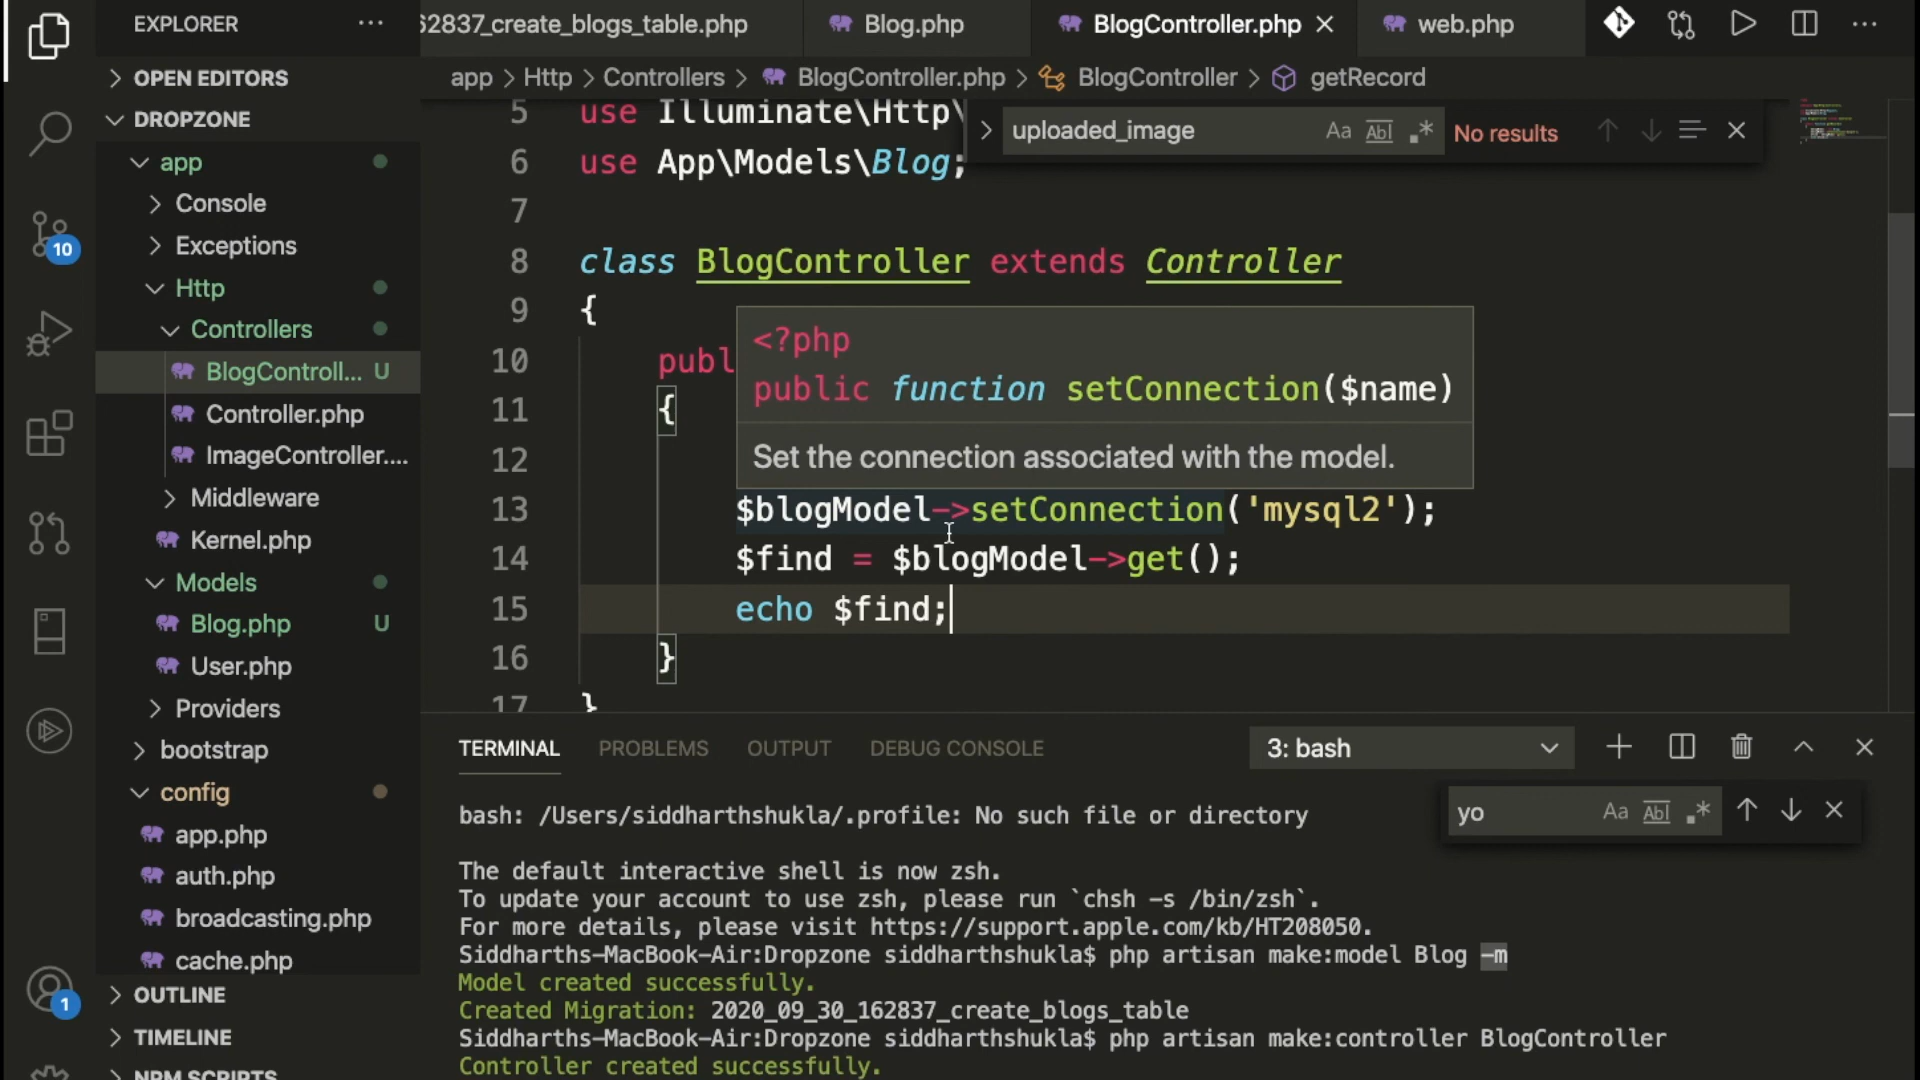 EXPLORER
OPEN EDITORS
DROPZONE
app
Console
Exceptions
Http
Controllers
BlogControll... U
Controller.php
ImageController....
Middleware
Kernel.php
Models
Blog.php U
User.php
Providers
bootstrap
config
app.php
auth.php
broadcasting.php
cache.php
OUTLINE
TIMELINE
NPM SCRIPTS
10
1
62837_create_blogs_table.php
Blog.php
BlogController.php
web.php
app > Http > Controllers > BlogController.php > BlogController > getRecord
uploaded_image
Aa Abl .* No results
5 use Illuminate\Http\
6 use App\Models\Blog;
7
8 class BlogController extends Controller
9 {
10 publ
11 {
12
<?php
public function setConnection($name)
Set the connection associated with the model.
13 $blogModel->setConnection('mysql2');
14 $find = $blogModel->get();
15 echo $find;
16 }
17 }
TERMINAL PROBLEMS OUTPUT DEBUG CONSOLE
3: bash
yo
Aa Abl .*
bash: /Users/siddharthshukla/.profile: No such file or directory
The default interactive shell is now zsh.
To update your account to use zsh, please run `chsh -s /bin/zsh`.
For more details, please visit https://support.apple.com/kb/HT208050.
Siddharths-MacBook-Air:Dropzone siddharthshukla$ php artisan make:model Blog -m
Model created successfully.
Created Migration: 2020_09_30_162837_create_blogs_table
Siddharths-MacBook-Air:Dropzone siddharthshukla$ php artisan make:controller BlogController
Controller created successfully.